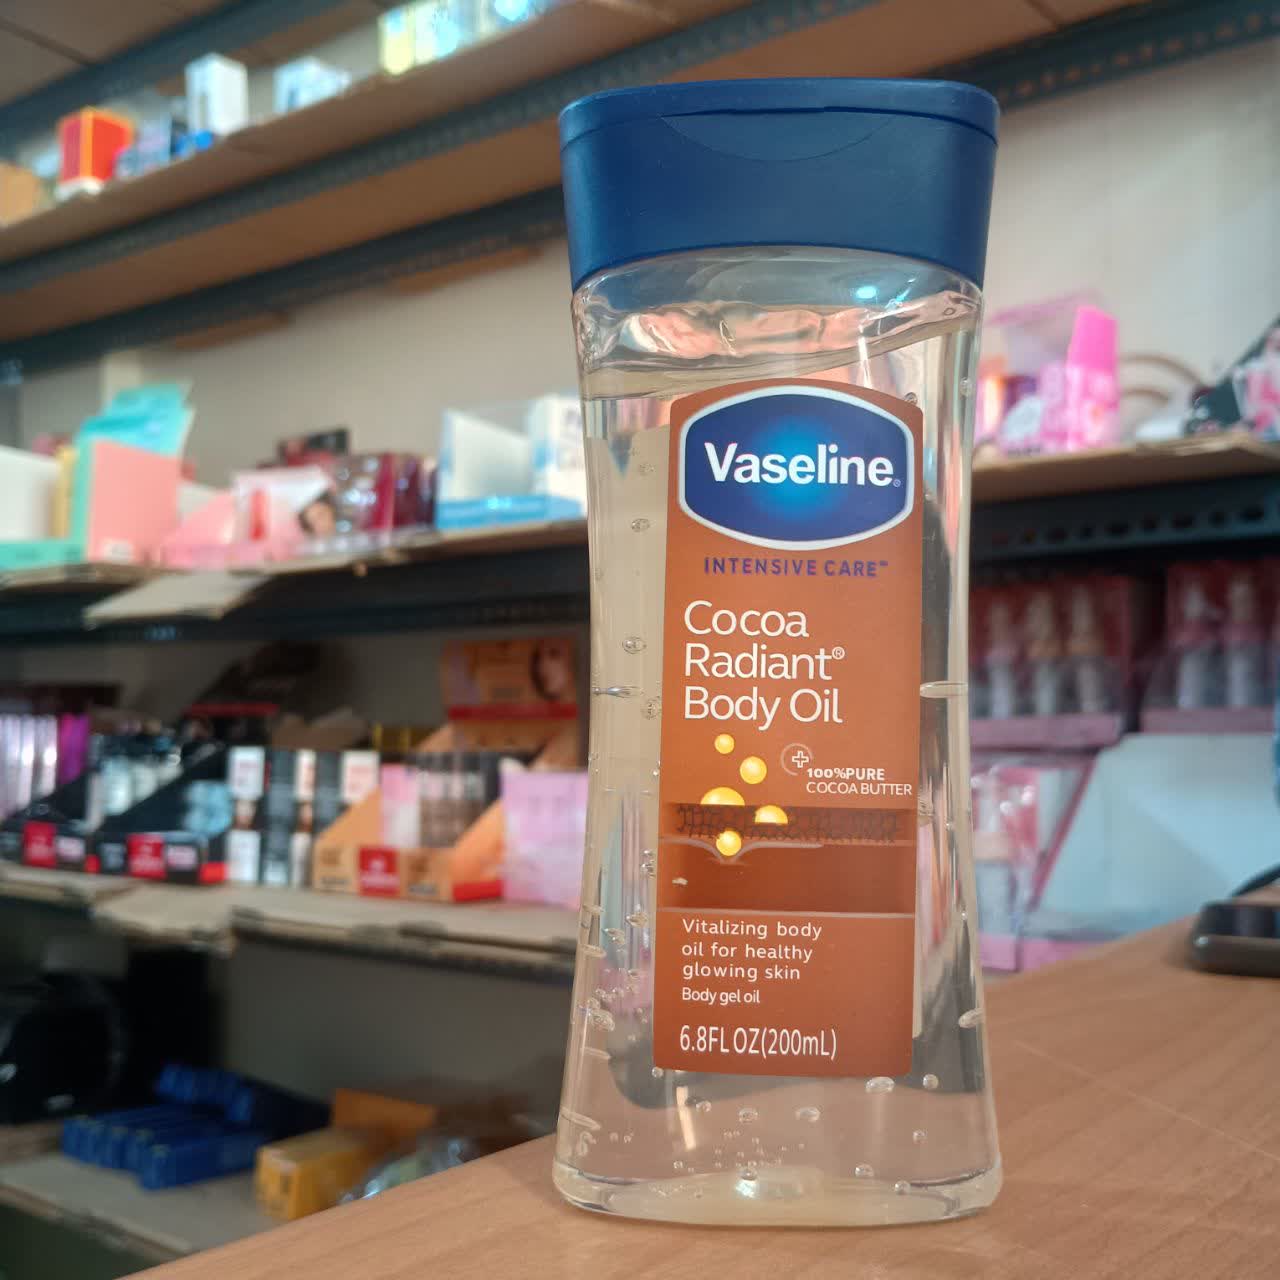 Vaseline®
INTENSIVE CARE™
Cocoa
Radiant®
Body Oil
100%PURE
COCOA BUTTER
Vitalizing body
oil for healthy
glowing skin
Body gel oil
6.8FL OZ(200mL)